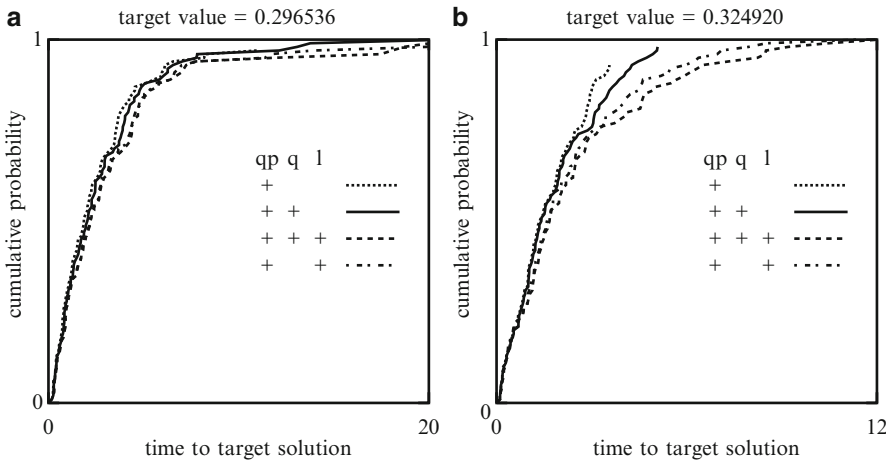 a
target value = 0.296536
1
cumulative probability
qp q l
+
+ +
+ + +
+ +
0
0
20
time to target solution
b
target value = 0.324920
1
cumulative probability
qp q l
+
+ +
+ + +
+ +
0
0
12
time to target solution